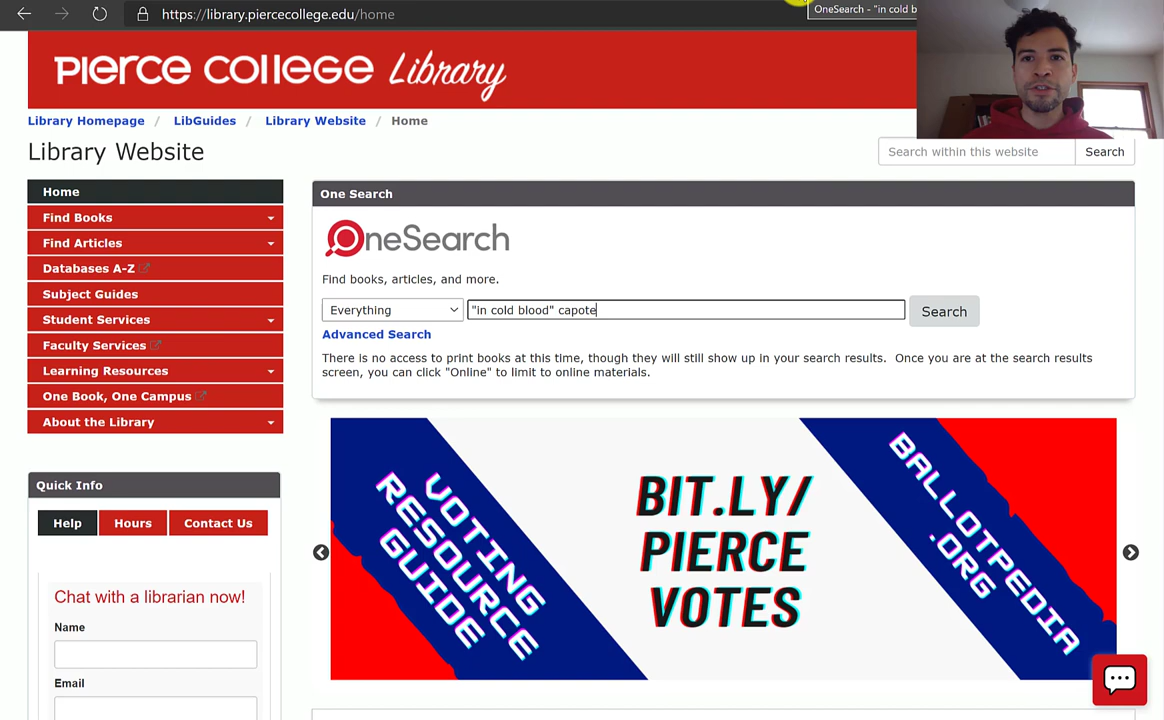 https://library.piercecollege.edu/home
OneSearch - "in cold b
PIERCE COLLEGE Library
Library Homepage / LibGuides / Library Website / Home
Library Website
Search within this website
Search
Home
Find Books
Find Articles
Databases A-Z
Subject Guides
Student Services
Faculty Services
Learning Resources
One Book, One Campus
About the Library
One Search
OneSearch
Find books, articles, and more.
Everything
"in cold blood" capote
Search
Advanced Search
There is no access to print books at this time, though they will still show up in your search results. Once you are at the search results
screen, you can click "Online" to limit to online materials.
VOTING
RESOURCE
GUIDE
BIT.LY/
PIERCE
VOTES
BALLOTPEDIA
.ORG
Quick Info
Help
Hours
Contact Us
Chat with a librarian now!
Name
Email